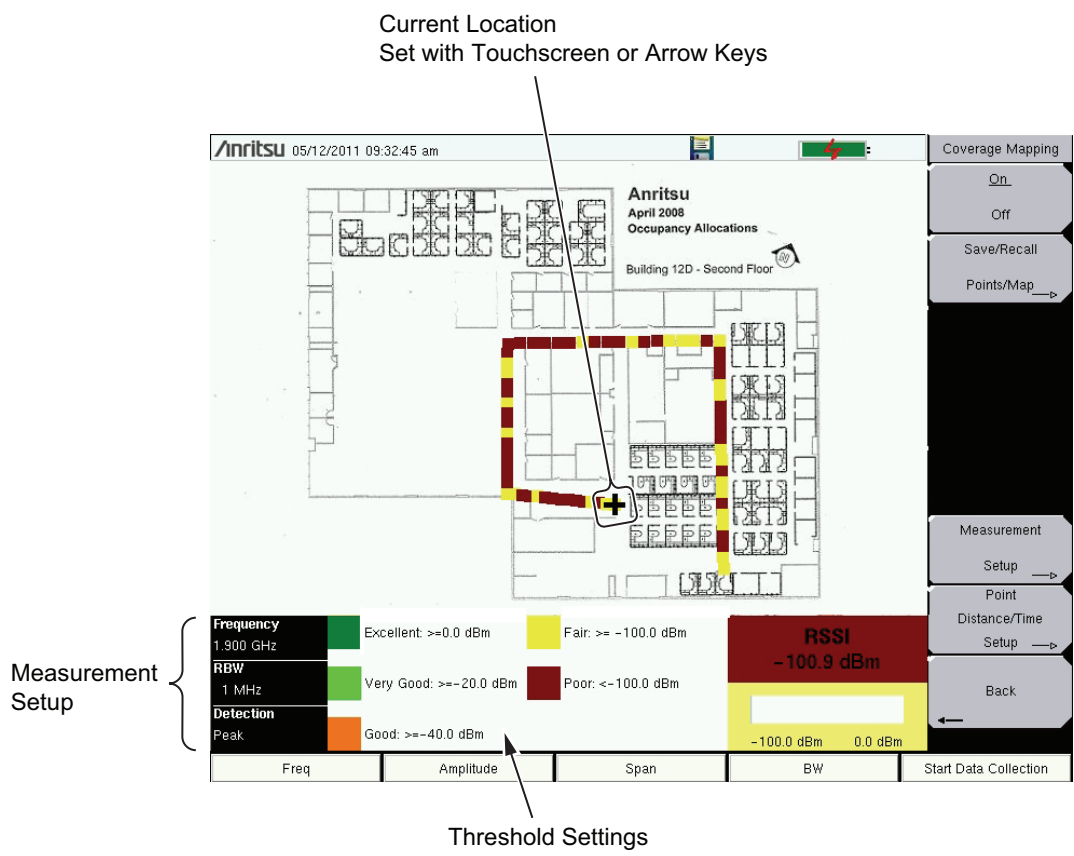 Current Location
Set with Touchscreen or Arrow Keys
Anritsu 05/12/2011 09:32:45 am
Coverage Mapping
On
Off
Save/Recall
Points/Map
Anritsu
April 2008
Occupancy Allocations
Building 12D - Second Floor
N
Measurement
Setup
Point
Distance/Time
Setup
Back
Measurement
Setup
Frequency
1.900 GHz
RBW
1 MHz
Detection
Peak
Excellent: >=0.0 dBm
Very Good: >=-20.0 dBm
Good: >=-40.0 dBm
Fair: >= -100.0 dBm
Poor: <-100.0 dBm
RSSI
-100.9 dBm
-100.0 dBm 0.0 dBm
Freq
Amplitude
Span
BW
Start Data Collection
Threshold Settings